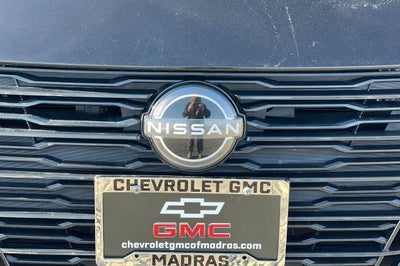 NISSAN
CHEVROLET GMC
GMC
chevroletgmcofmadras.com
MADRAS